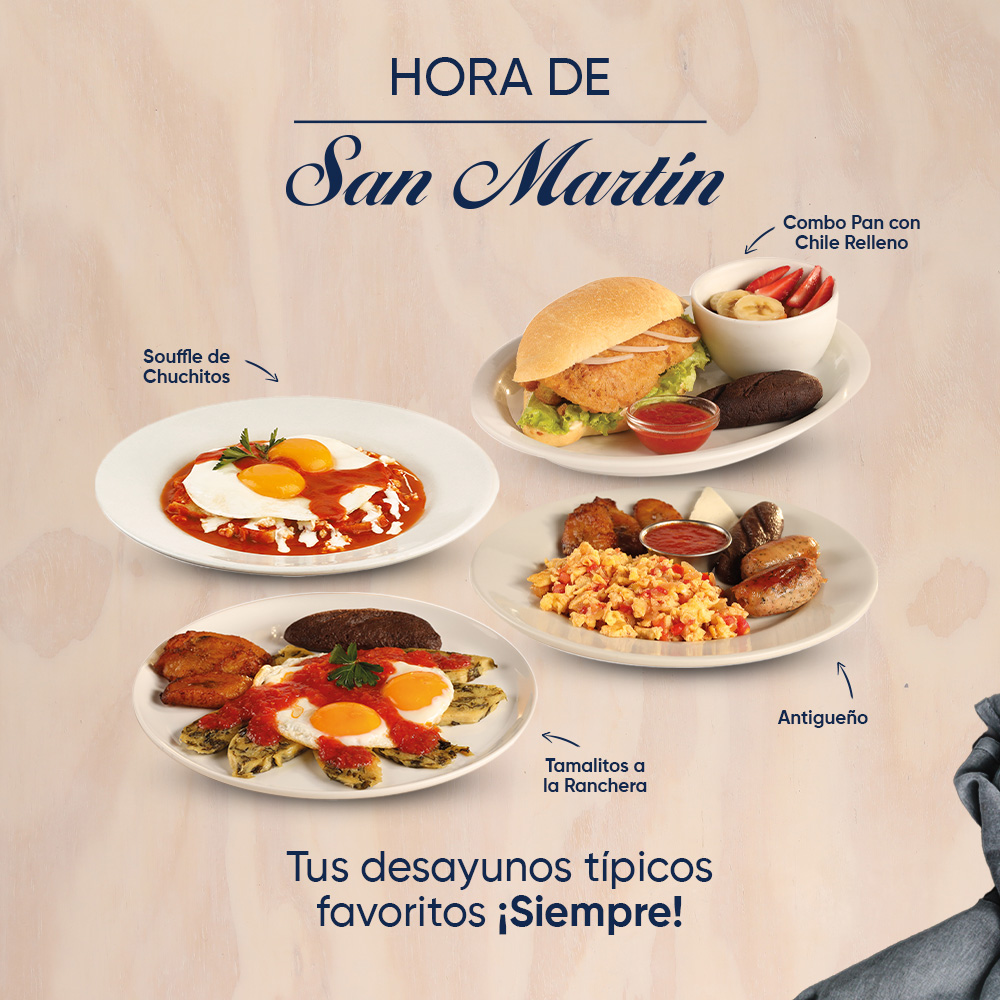 HORA DE
San Martín
Combo Pan con
Chile Relleno
Souffle de
Chuchitos
Antigueño
Tamalitos a
la Ranchera
Tus desayunos típicos
favoritos ¡Siempre!